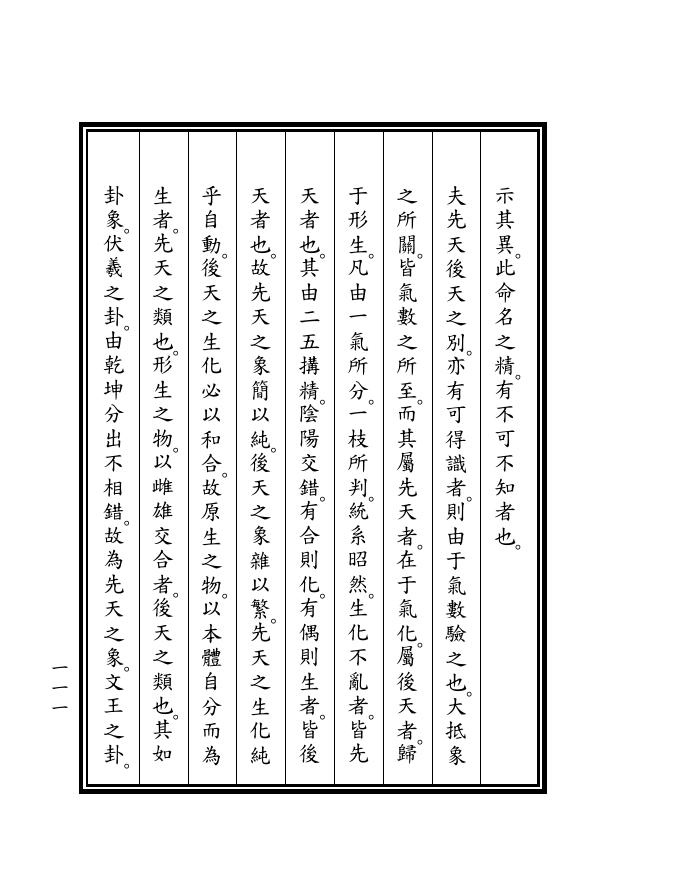 示其異。此命名之精。有不可不知者也。
夫先天後天之別。亦有可得識者。則由于氣數驗之也。大抵象
之所關。皆氣數之所至。而其屬先天者。在于氣化。屬後天者。歸
于形生。凡由一氣所分。一枝所判。統系昭然。生化不亂者。皆先
天者也。其由二五搆精。陰陽交錯。有合則化。有偶則生者。皆後
天者也。故先天之象簡以純。後天之象雜以繁。先天之生化純
乎自動。後天之生化必以和合。故原生之物。以本體自分而為
生者。先天之類也。形生之物。以雌雄交合者。後天之類也。其如
卦象。伏羲之卦。由乾坤分出不相錯。故為先天之象。文王之卦。
一一一